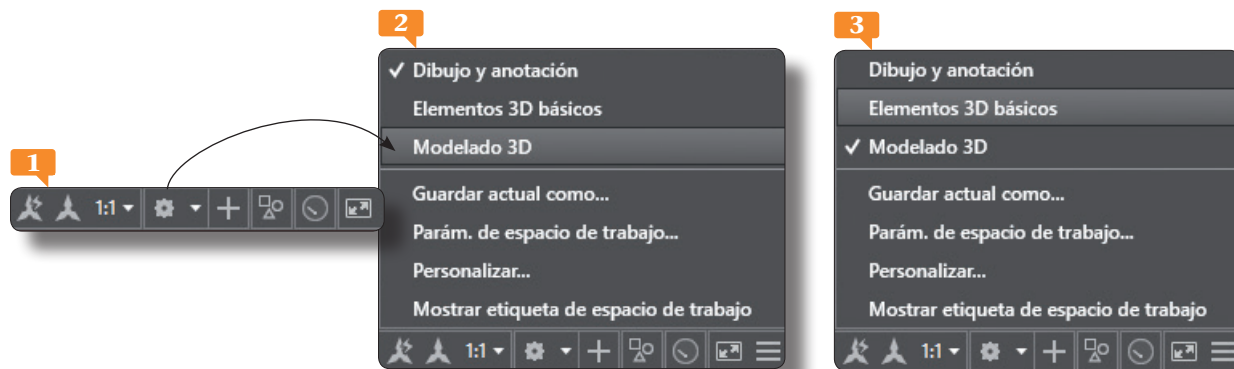 1
1:1
2
Dibujo y anotación
Elementos 3D básicos
Modelado 3D
Guardar actual como...
Parám. de espacio de trabajo...
Personalizar...
Mostrar etiqueta de espacio de trabajo
1:1
3
Dibujo y anotación
Elementos 3D básicos
Modelado 3D
Guardar actual como...
Parám. de espacio de trabajo...
Personalizar...
Mostrar etiqueta de espacio de trabajo
1:1